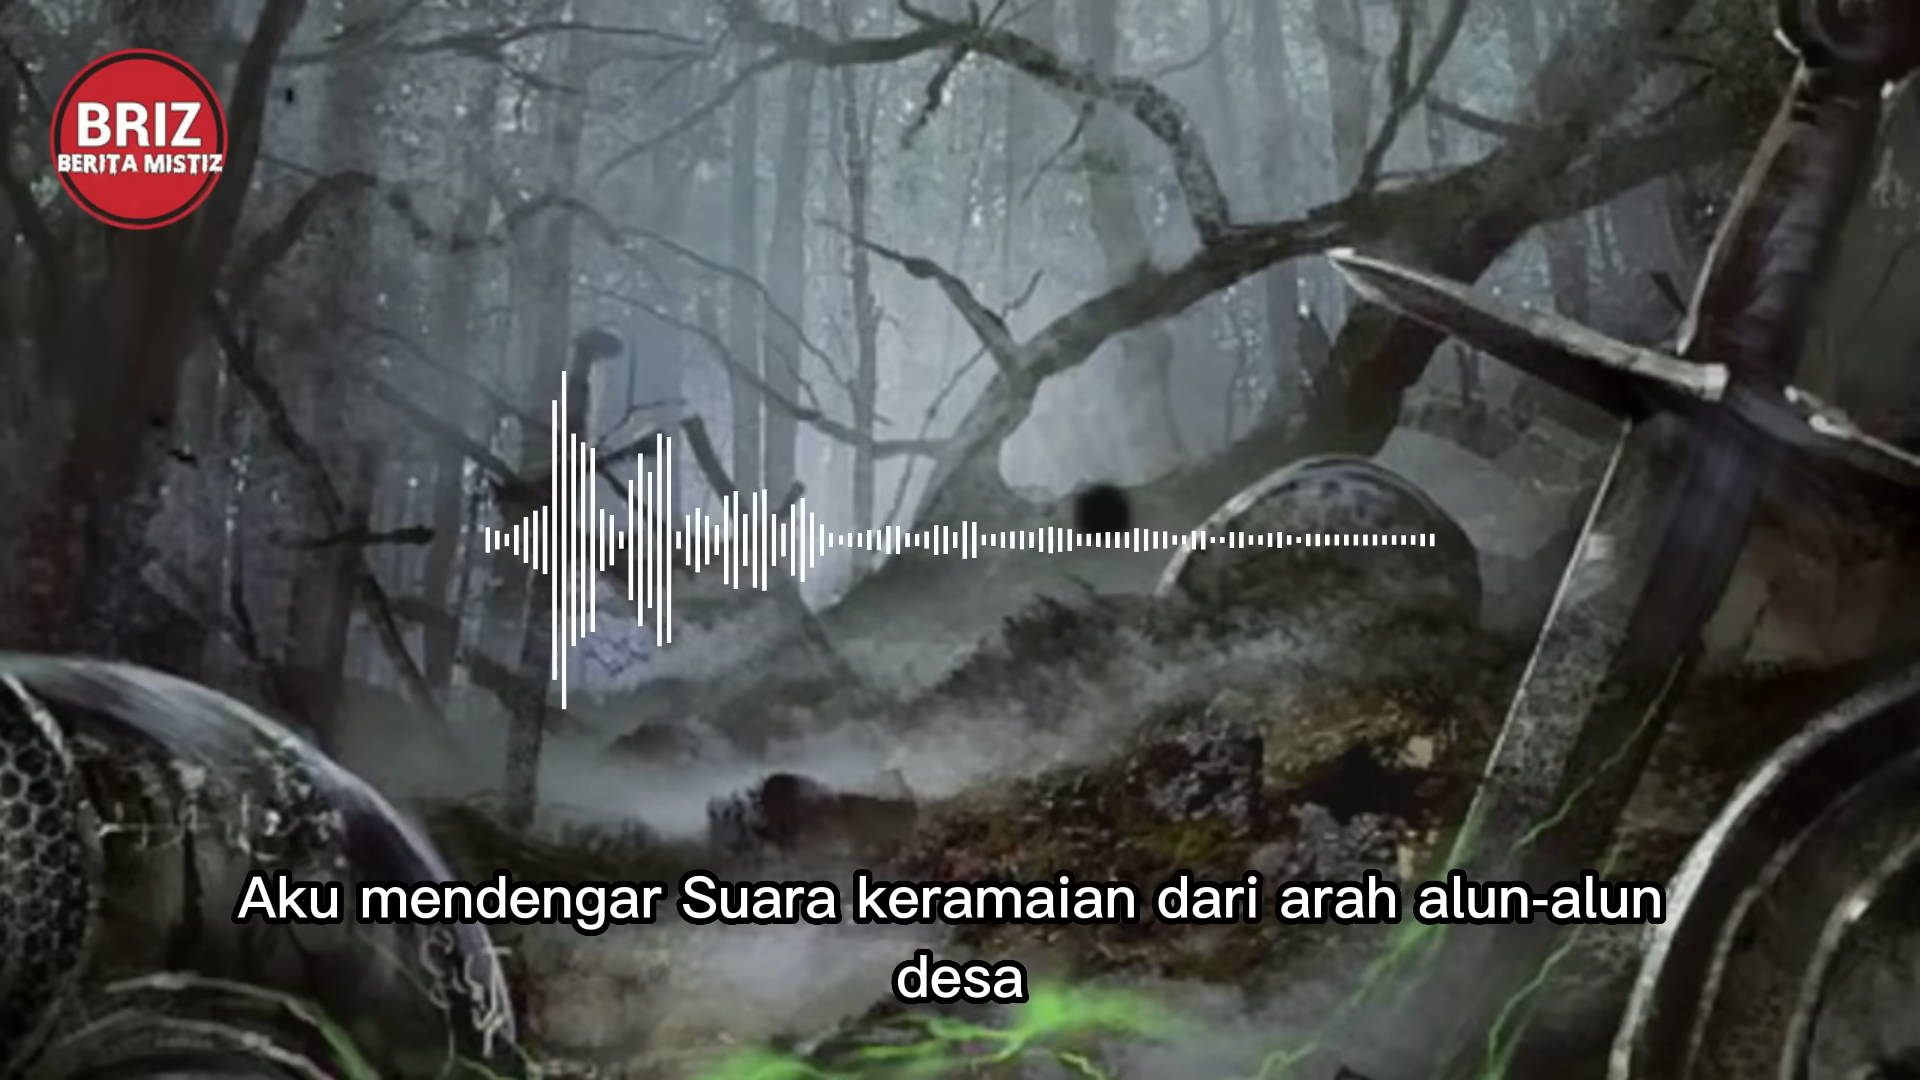 BRIZ
BERITA MISTIZ
Aku mendengar Suara keramaian dari arah alun-alun
desa